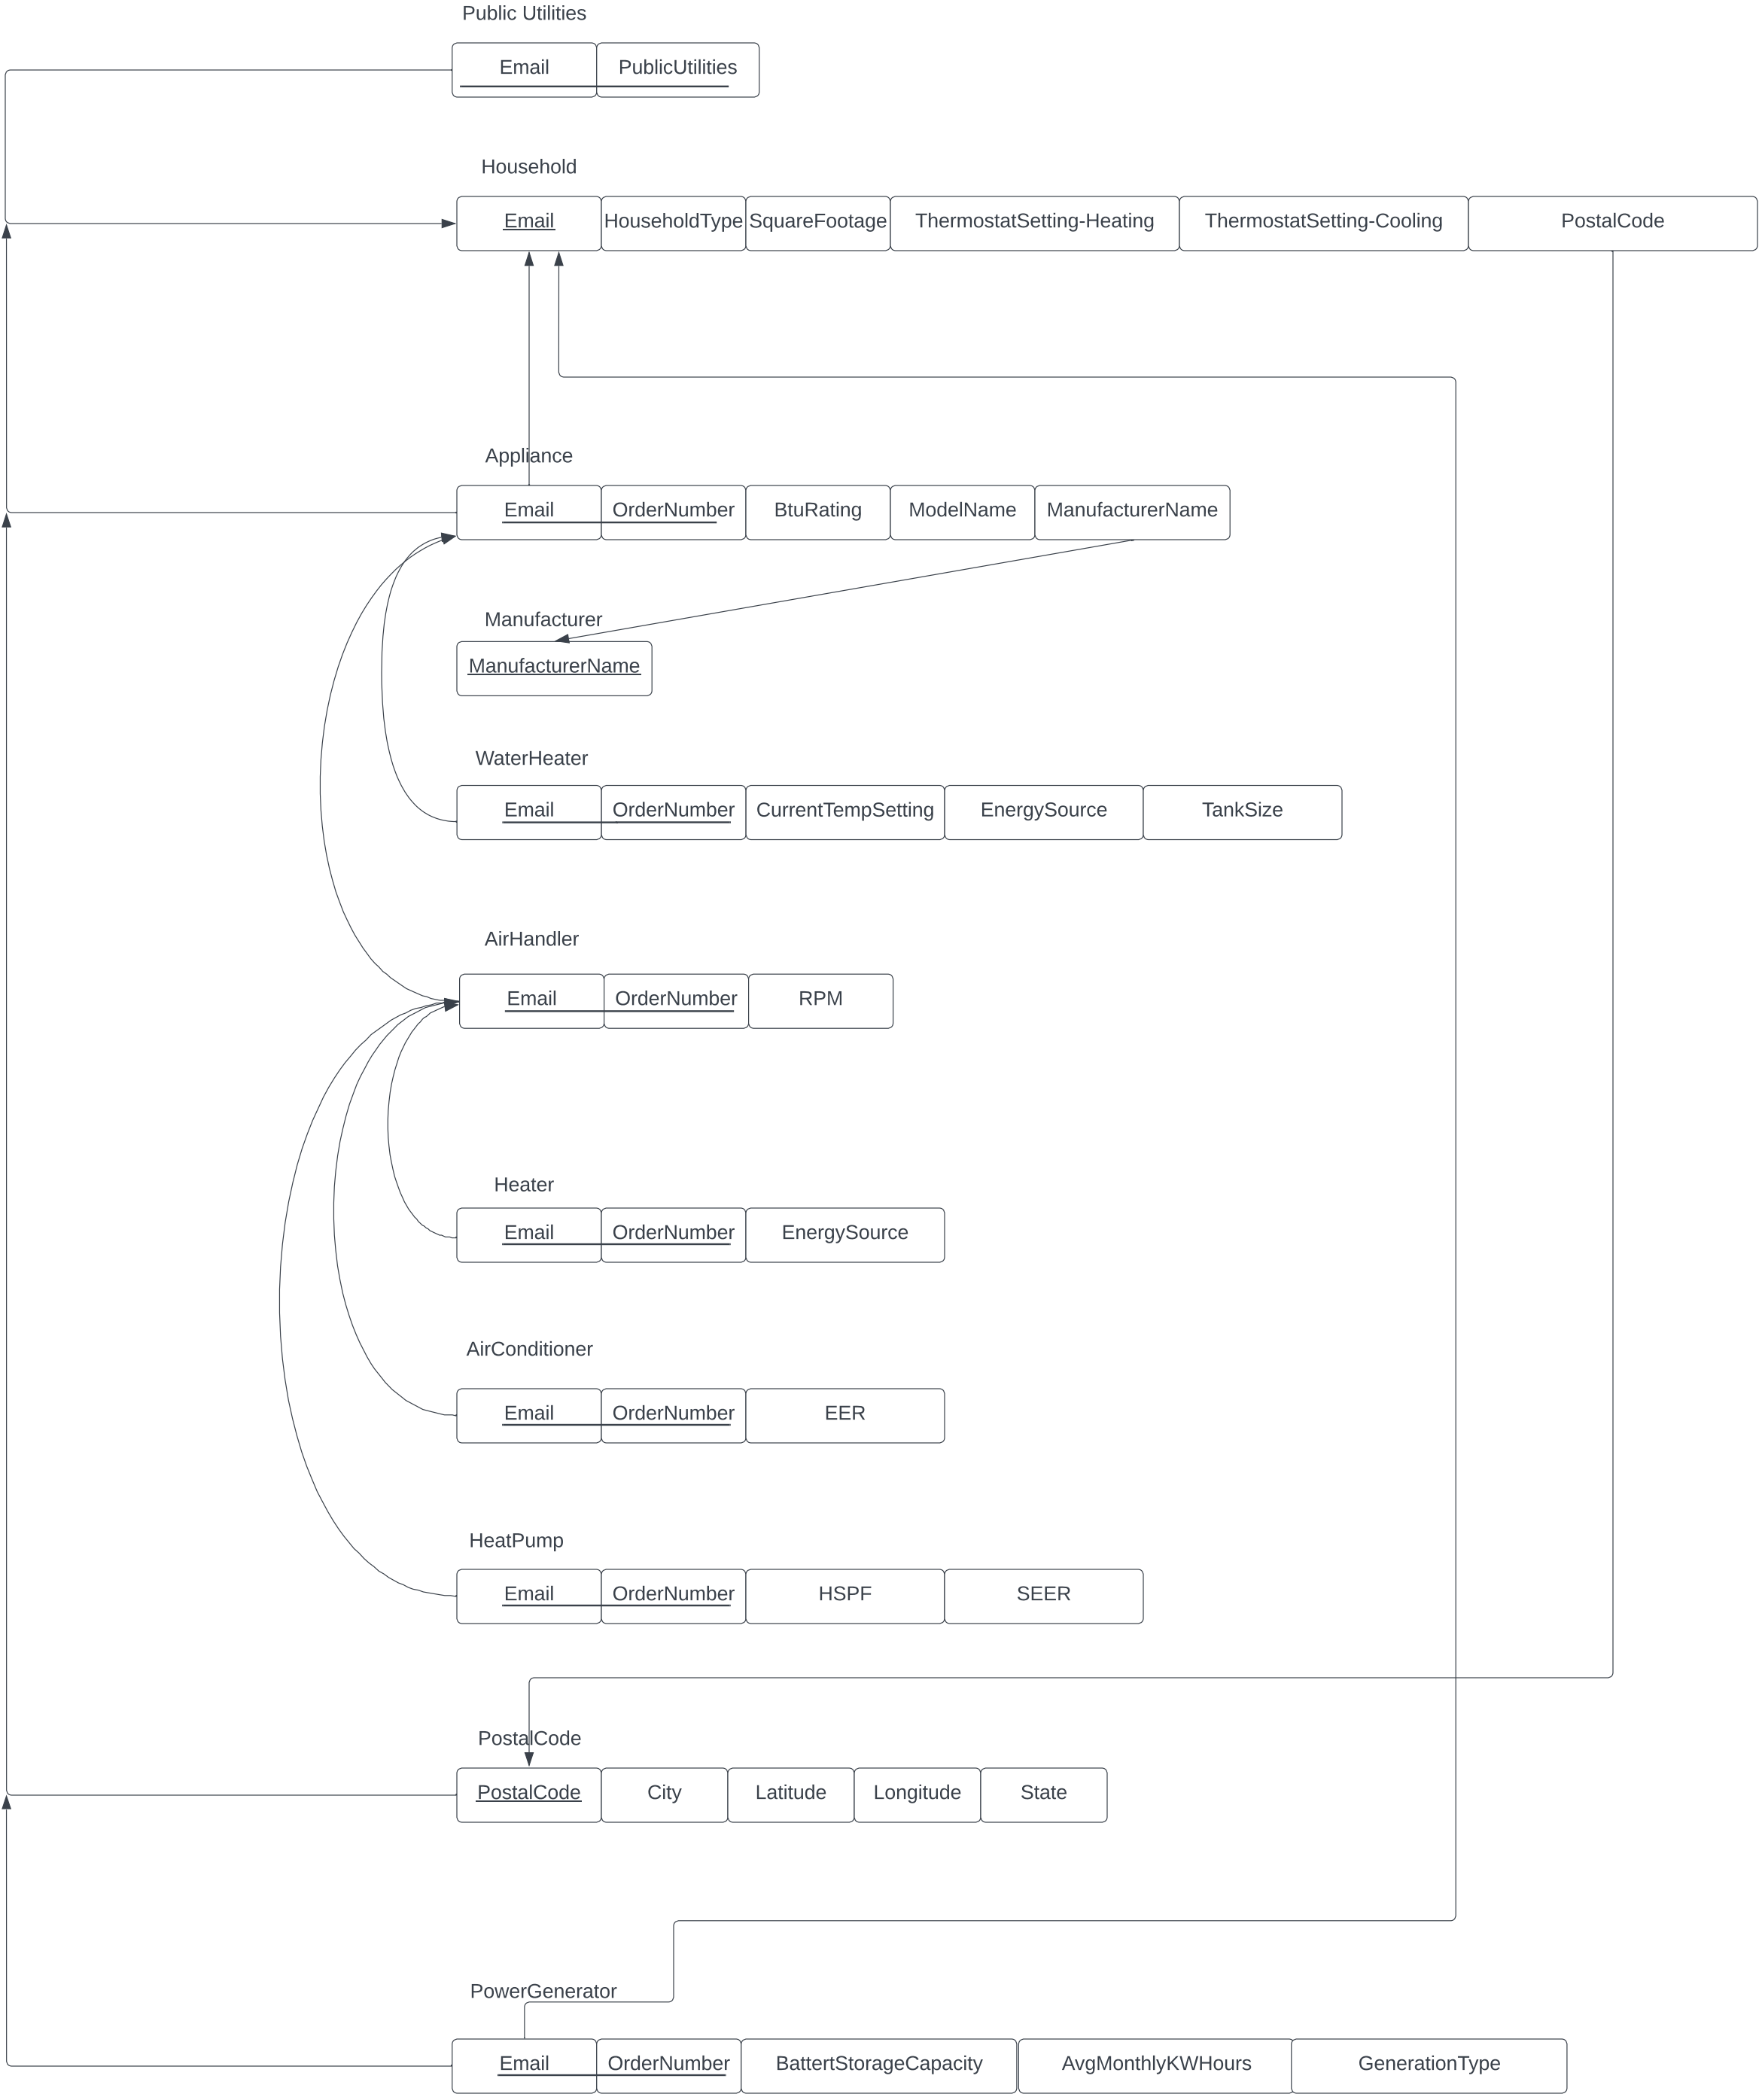 Public Utilities
Email PublicUtilities
Household
Email HouseholdType SquareFootage ThermostatSetting-Heating ThermostatSetting-Cooling PostalCode
Appliance
Email OrderNumber BtuRating ModelName ManufacturerName
Manufacturer
ManufacturerName
WaterHeater
Email OrderNumber CurrentTempSetting EnergySource TankSize
AirHandler
Email OrderNumber RPM
Heater
Email OrderNumber EnergySource
AirConditioner
Email OrderNumber EER
HeatPump
Email OrderNumber HSPF SEER
PostalCode
PostalCode City Latitude Longitude State
PowerGenerator
Email OrderNumber BattertStorageCapacity AvgMonthlyKWHours GenerationType